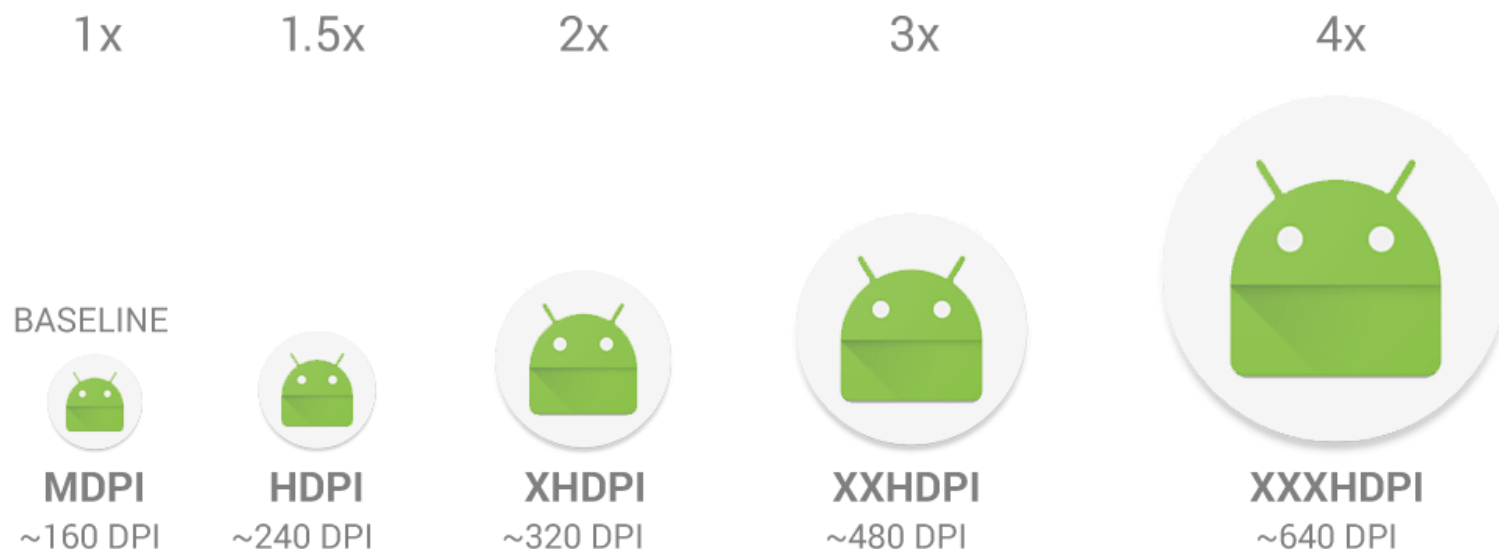 1x 1.5x 2x 3x 4x
BASELINE
MDPI HDPI XHDPI XXHDPI XXXHDPI
~160 DPI ~240 DPI ~320 DPI ~480 DPI ~640 DPI